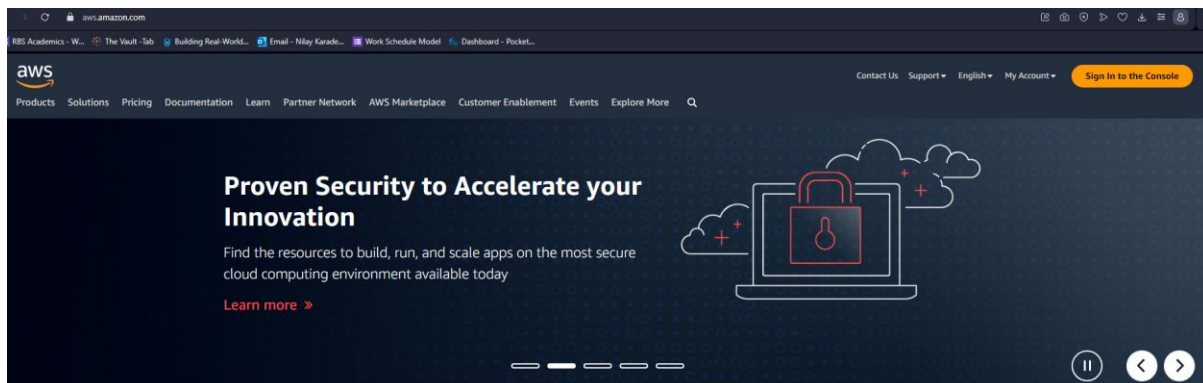 aws.amazon.com
RBS Academics - W... The Vault -Tab Building Real-World... Email - Nilay Karade... Work Schedule Model Dashboard - Pocket...
aws
Contact Us Support English My Account Sign In to the Console
Products Solutions Pricing Documentation Learn Partner Network AWS Marketplace Customer Enablement Events Explore More
Proven Security to Accelerate your
Innovation
Find the resources to build, run, and scale apps on the most secure
cloud computing environment available today
Learn more »